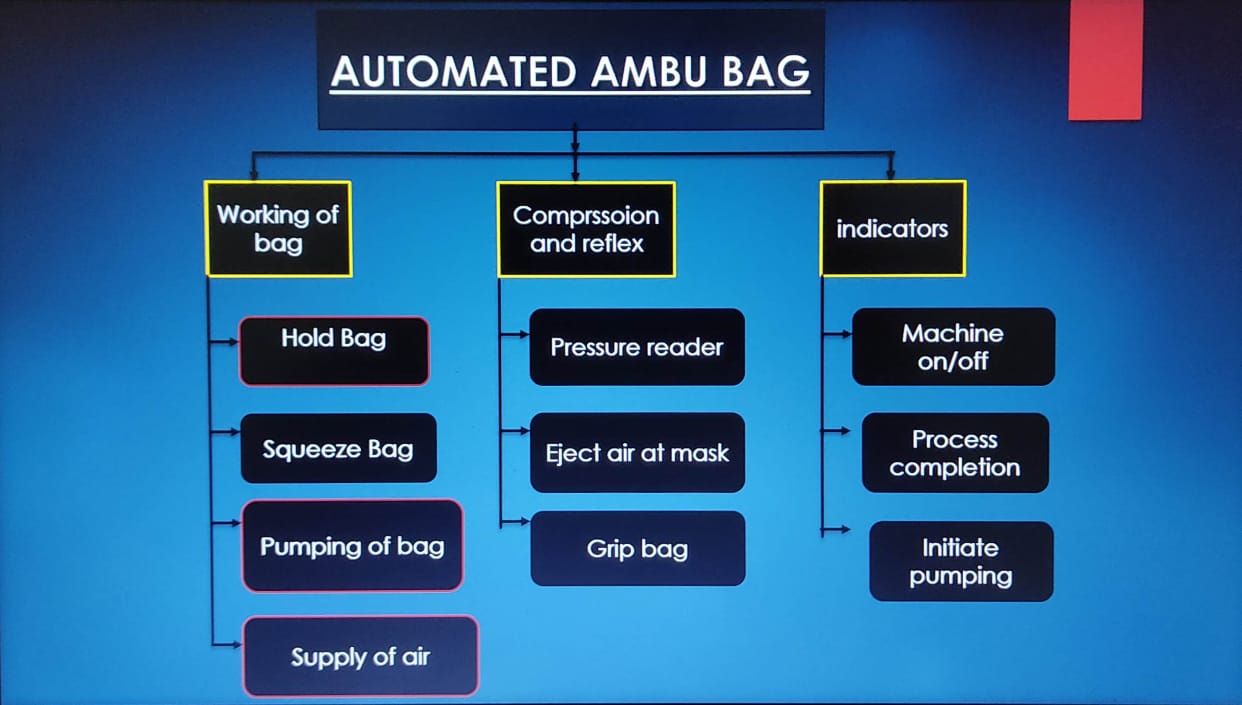 AUTOMATED AMBU BAG
Working of
bag
Hold Bag
Squeeze Bag
Pumping of bag
Supply of air
Comprssoion
and reflex
Pressure reader
Eject air at mask
Grip bag
indicators
Machine
on/off
Process
completion
Initiate
pumping